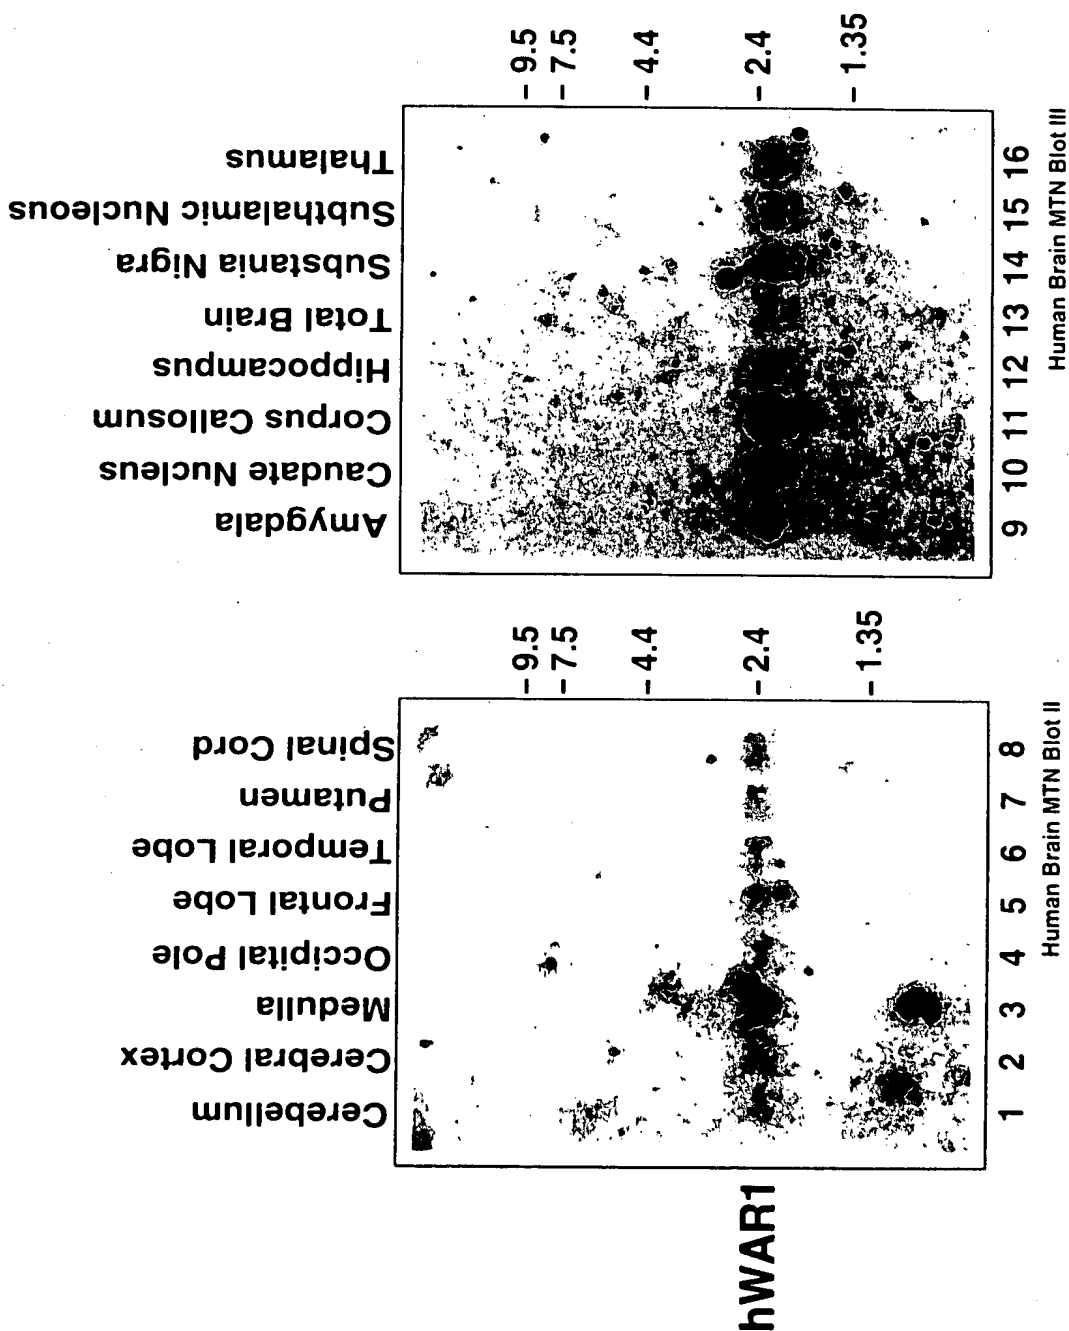 Cerebellum
Cerebral Cortex
Medulla
Occipital Pole
Frontal Lobe
Temporal Lobe
Putamen
Spinal Cord
- 9.5
- 7.5
- 4.4
- 2.4
- 1.35
hWAR1
1 2 3 4 5 6 7 8
Human Brain MTN Blot II
Amygdala
Caudate Nucleus
Corpus Callosum
Hippocampus
Total Brain
Substania Nigra
Subthalamic Nucleous
Thalamus
- 9.5
- 7.5
- 4.4
- 2.4
- 1.35
9 10 11 12 13 14 15 16
Human Brain MTN Blot III